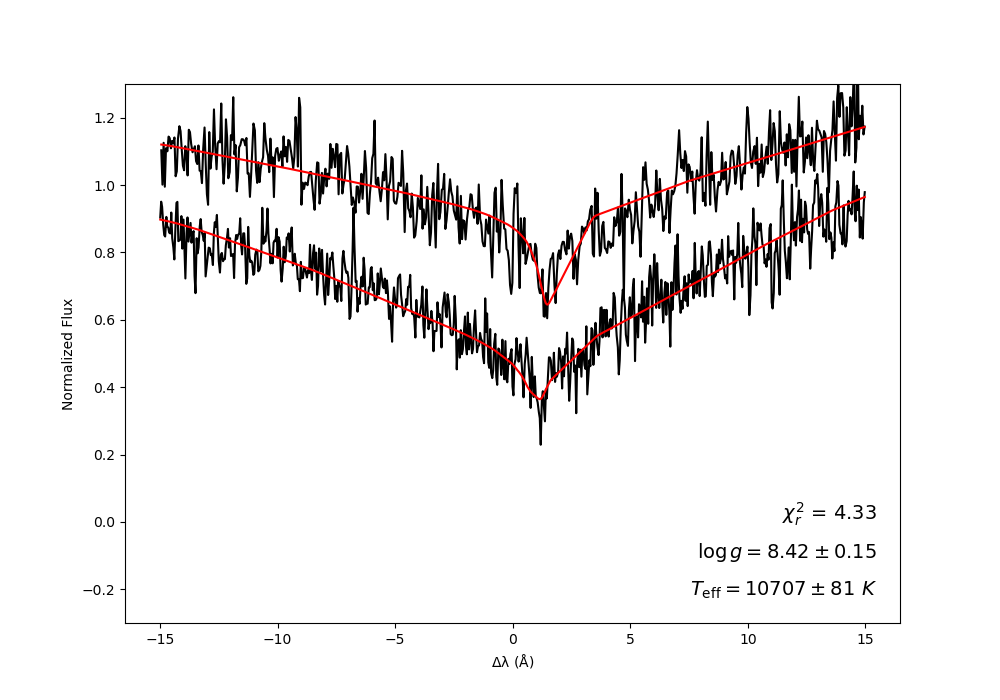 1.2
1.0
0.8
0.6
0.4
0.2
0.0
−0.2
Normalized Flux
χ²ᵣ = 4.33
log g = 8.42 ± 0.15
T_eff = 10707 ± 81 K
−15 −10 −5 0 5 10 15
Δλ (Å)